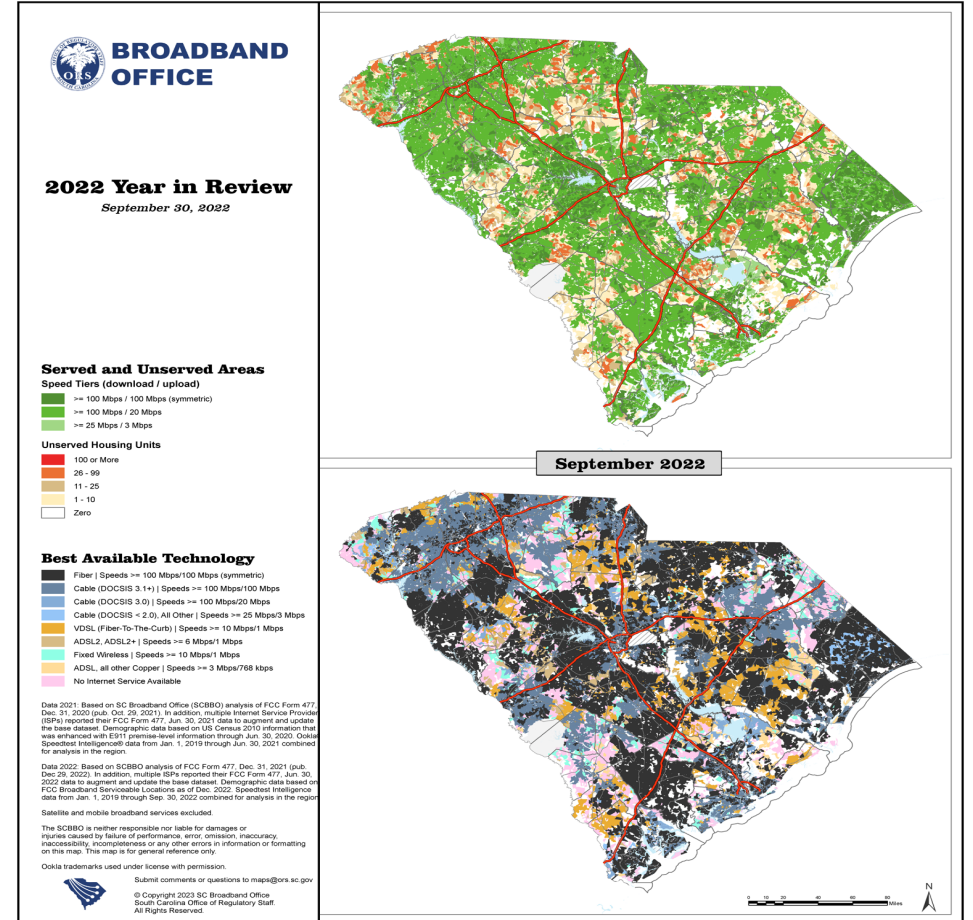 BROADBAND
OFFICE
OFFICE OF REGULATORY STAFF
ORS
SOUTH CAROLINA
2022 Year in Review
September 30, 2022
Served and Unserved Areas
Speed Tiers (download / upload)
>= 100 Mbps / 100 Mbps (symmetric)
>= 100 Mbps / 20 Mbps
>= 25 Mbps / 3 Mbps
Unserved Housing Units
100 or More
26 - 99
11 - 25
1 - 10
Zero
Best Available Technology
Fiber | Speeds >= 100 Mbps/100 Mbps (symmetric)
Cable (DOCSIS 3.1+) | Speeds >= 100 Mbps/100 Mbps
Cable (DOCSIS 3.0) | Speeds >= 100 Mbps/20 Mbps
Cable (DOCSIS < 2.0), All Other | Speeds >= 25 Mbps/3 Mbps
VDSL (Fiber-To-The-Curb) | Speeds >= 10 Mbps/1 Mbps
ADSL2, ADSL2+ | Speeds >= 6 Mbps/1 Mbps
Fixed Wireless | Speeds >= 10 Mbps/1 Mbps
ADSL, all other Copper | Speeds >= 3 Mbps/768 kbps
No Internet Service Available
Data 2021: Based on SC Broadband Office (SCBBO) analysis of FCC Form 477,
Dec. 31, 2020 (pub. Oct. 29, 2021). In addition, multiple Internet Service Provider
(ISPs) reported their FCC Form 477, Jun. 30, 2021 data to augment and update
the base dataset. Demographic data based on US Census 2010 information that
was enhanced with E911 premise-level information through Jun. 30, 2020. Ookla
Speedtest Intelligence® data from Jan. 1, 2019 through Jun. 30, 2021 combined
for analysis in the region.
Data 2022: Based on SCBBO analysis of FCC Form 477, Dec. 31, 2021 (pub.
Dec 29, 2022). In addition, multiple ISPs reported their FCC Form 477, Jun. 30,
2022 data to augment and update the base dataset. Demographic data based on
FCC Broadband Serviceable Locations as of Dec. 2022. Speedtest Intelligence
data from Jan. 1, 2019 through Sep. 30, 2022 combined for analysis in the region
Satellite and mobile broadband services excluded.
The SCBBO is neither responsible nor liable for damages or
injuries caused by failure of performance, error, omission, inaccuracy,
inaccessibility, incompleteness or any other errors in information or formatting
on this map. This map is for general reference only.
Ookla trademarks used under license with permission.
Submit comments or questions to maps@ors.sc.gov
© Copyright 2023 SC Broadband Office
South Carolina Office of Regulatory Staff.
All Rights Reserved.
September 2022
N
0 10 20 40 60 80
Miles